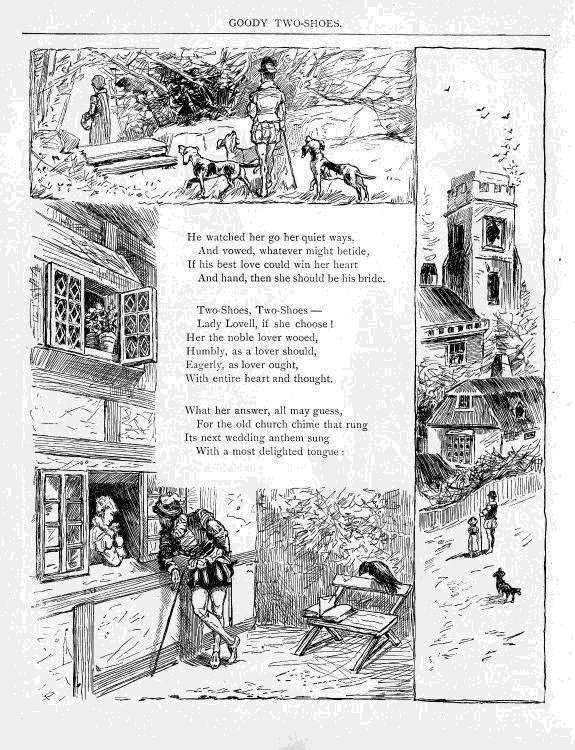 GOODY TWO-SHOES.
He watched her go her quiet ways,
And vowed, whatever might betide,
If his best love could win her heart
And hand, then she should be his bride.
Two-Shoes, Two-Shoes —
Lady Lovell, if she choose!
Her the noble lover wooed,
Humbly, as a lover should,
Eagerly, as lover ought,
With entire heart and thought.
What her answer, all may guess,
For the old church chime that rung
Its next wedding anthem sung
With a most delighted tongue: